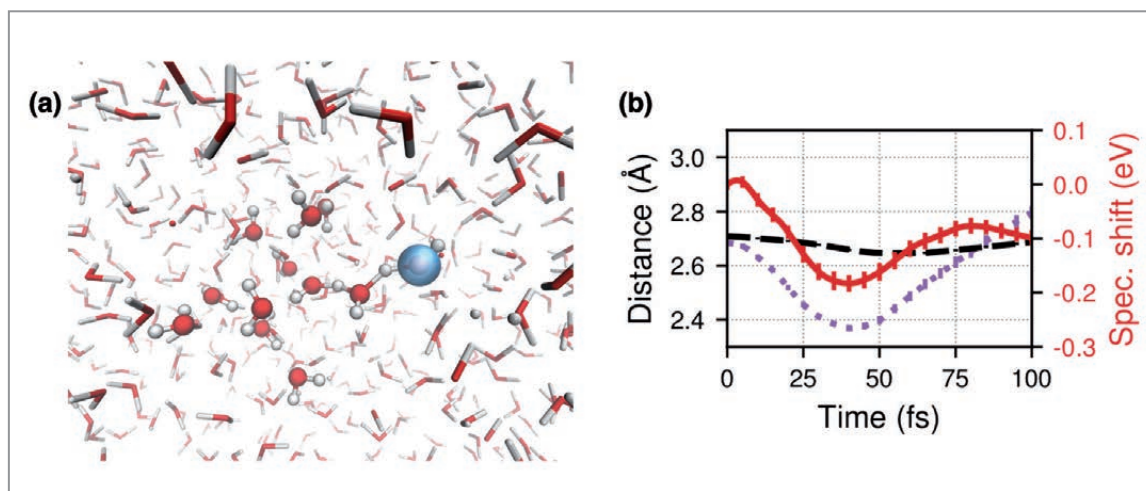 (a)
(b)
Distance (Å)
3.0
2.8
2.6
2.4
0.1
0.0
-0.1
-0.2
-0.3
Spec. shift (eV)
0 25 50 75 100
Time (fs)